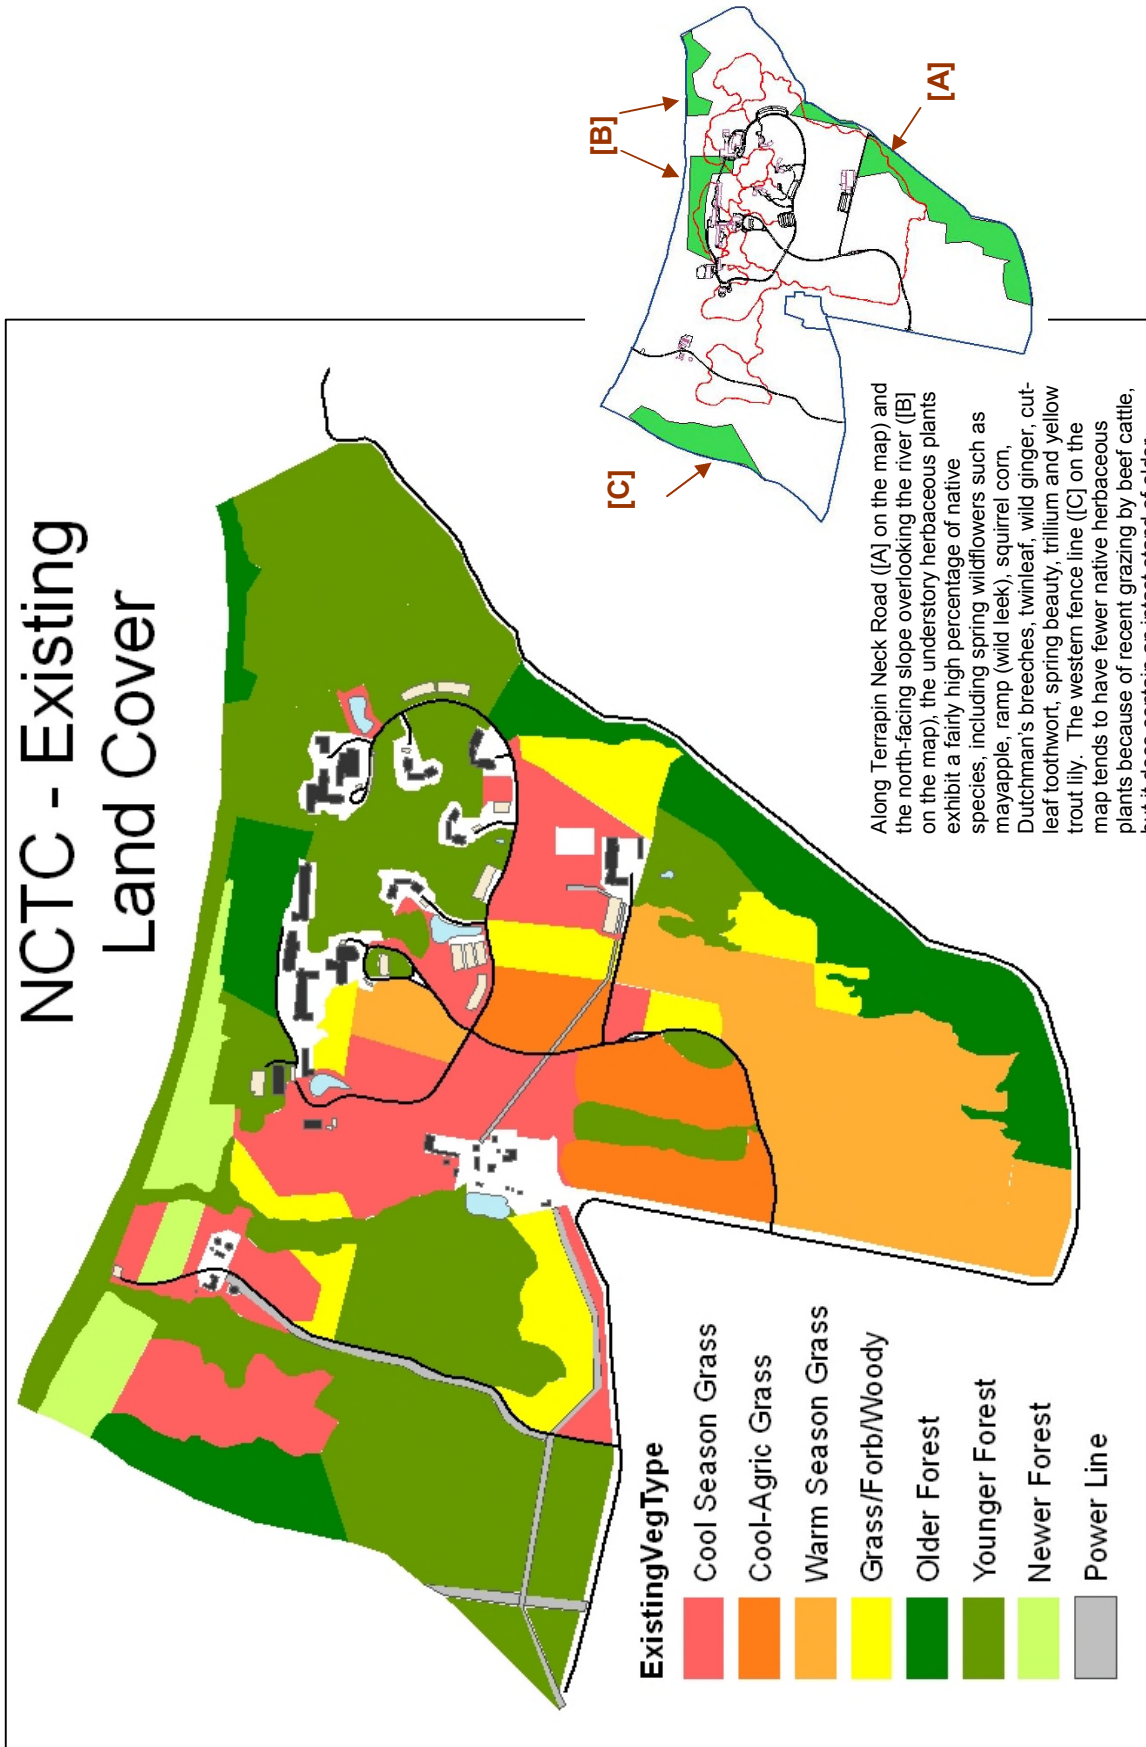 NCTC - Existing
Land Cover
ExistingVegType
Cool Season Grass
Cool-Agric Grass
Warm Season Grass
Grass/Forb/Woody
Older Forest
Younger Forest
Newer Forest
Power Line
[B]
[A]
[C]
Along Terrapin Neck Road ([A] on the map) and
the north-facing slope overlooking the river ([B]
on the map), the understory herbaceous plants
exhibit a fairly high percentage of native
species, including spring wildflowers such as
mayapple, ramp (wild leek), squirrel corn,
Dutchman's breeches, twinleaf, wild ginger, cut-
leaf toothwort, spring beauty, trillium and yellow
trout lily.  The western fence line ([C] on the
map tends to have fewer native herbaceous
plants because of recent grazing by beef cattle,